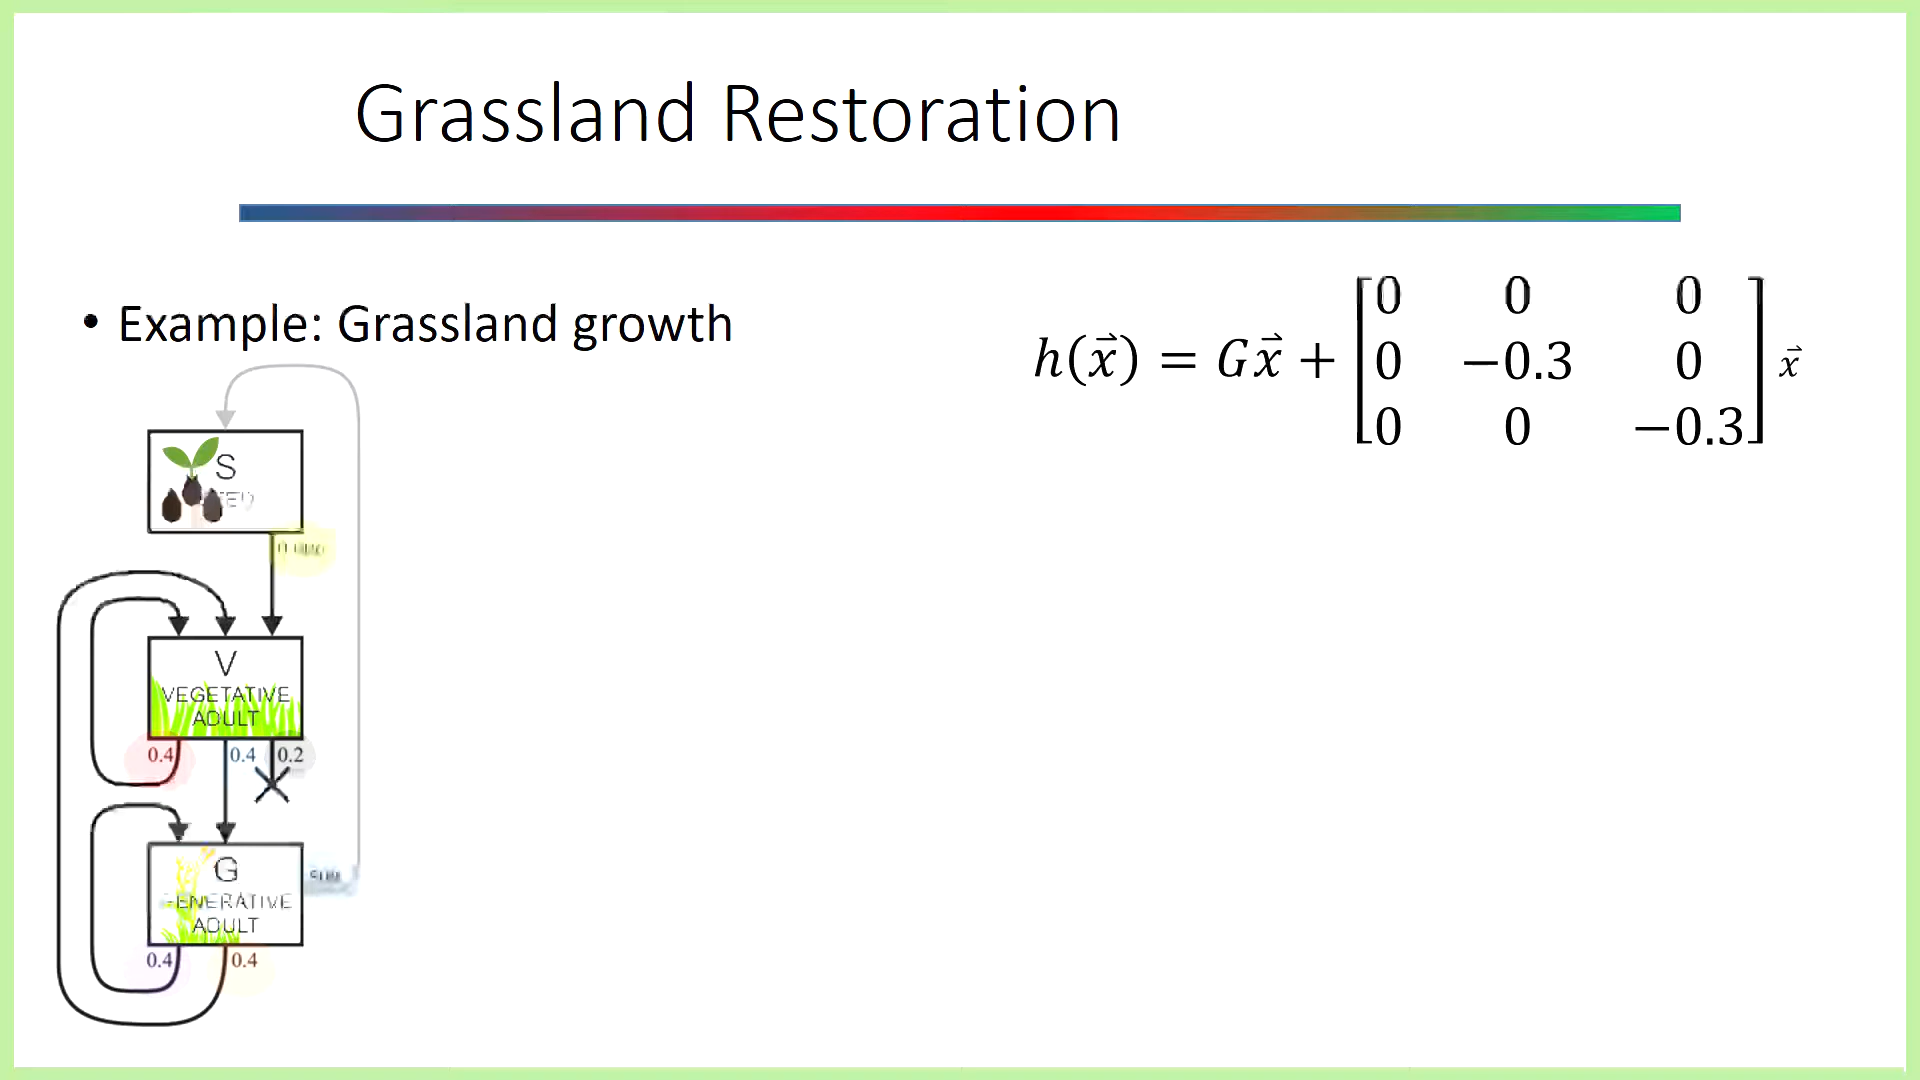 Grassland Restoration
• Example: Grassland growth
h(x⃗) = Gx⃗ + [0 0 0
0 −0.3 0
0 0 −0.3] x⃗
S
V
VEGETATIVE
ADULT
0.4 0.4 0.2
G
ENERATIVE
ADULT
0.4 0.4